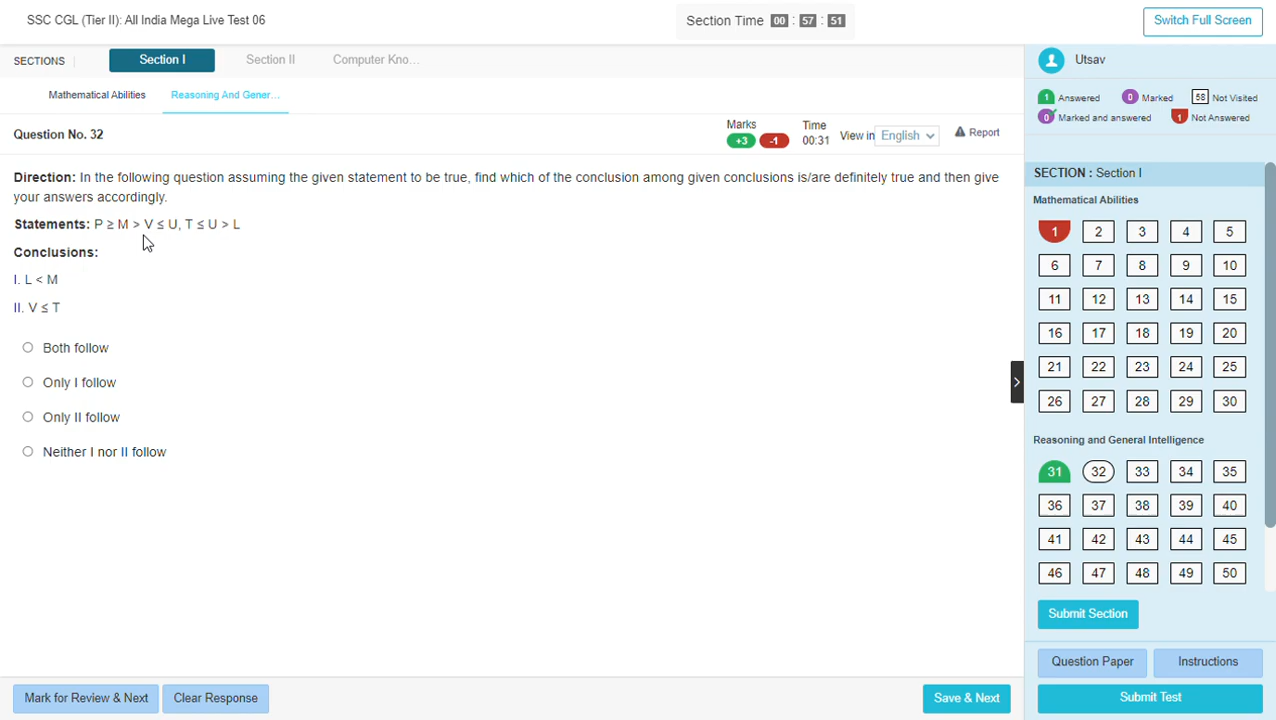 SSC CGL (Tier II): All India Mega Live Test 06
Section Time 00 : 57 : 51
Switch Full Screen
SECTIONS
Section I
Section II
Computer Kno...
Mathematical Abilities
Reasoning And Gener...
Question No. 32
Marks
+3 -1
Time
00:31
View in English
Report
Direction: In the following question assuming the given statement to be true, find which of the conclusion among given conclusions is/are definitely true and then give
your answers accordingly.
Statements: P ≥ M > V ≤ U, T ≤ U > L
Conclusions:
I. L < M
II. V ≤ T
Both follow
Only I follow
Only II follow
Neither I nor II follow
Mark for Review & Next
Clear Response
Save & Next
Utsav
1 Answered 0 Marked 58 Not Visited
0 Marked and answered 1 Not Answered
SECTION : Section I
Mathematical Abilities
1 2 3 4 5
6 7 8 9 10
11 12 13 14 15
16 17 18 19 20
21 22 23 24 25
26 27 28 29 30
Reasoning and General Intelligence
31 32 33 34 35
36 37 38 39 40
41 42 43 44 45
46 47 48 49 50
Submit Section
Question Paper
Instructions
Submit Test